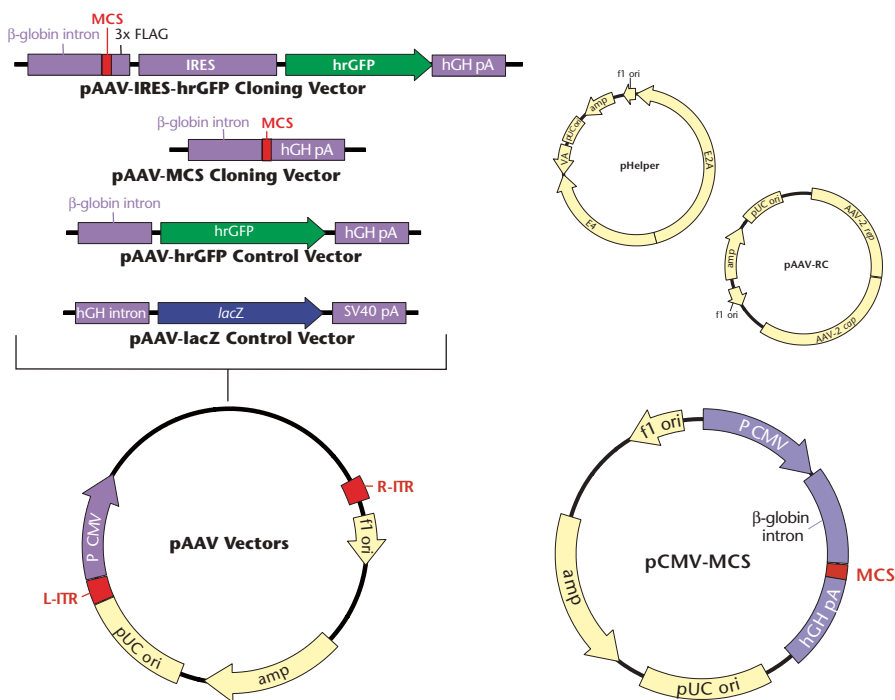 MCS
β-globin intron
3x FLAG
IRES
hrGFP
hGH pA
pAAV-IRES-hrGFP Cloning Vector
β-globin intron
MCS
hGH pA
pAAV-MCS Cloning Vector
β-globin intron
hrGFP
hGH pA
pAAV-hrGFP Control Vector
hGH intron
lacZ
SV40 pA
pAAV-lacZ Control Vector
f1 ori
amp
pUC ori
VA
E4
E2A
pHelper
pUC ori
amp
f1 ori
AAV-2 rep
AAV-2 cap
pAAV-RC
P CMV
L-ITR
pUC ori
amp
f1 ori
R-ITR
pAAV Vectors
f1 ori
P CMV
β-globin
intron
MCS
hGH pA
pUC ori
amp
pCMV-MCS